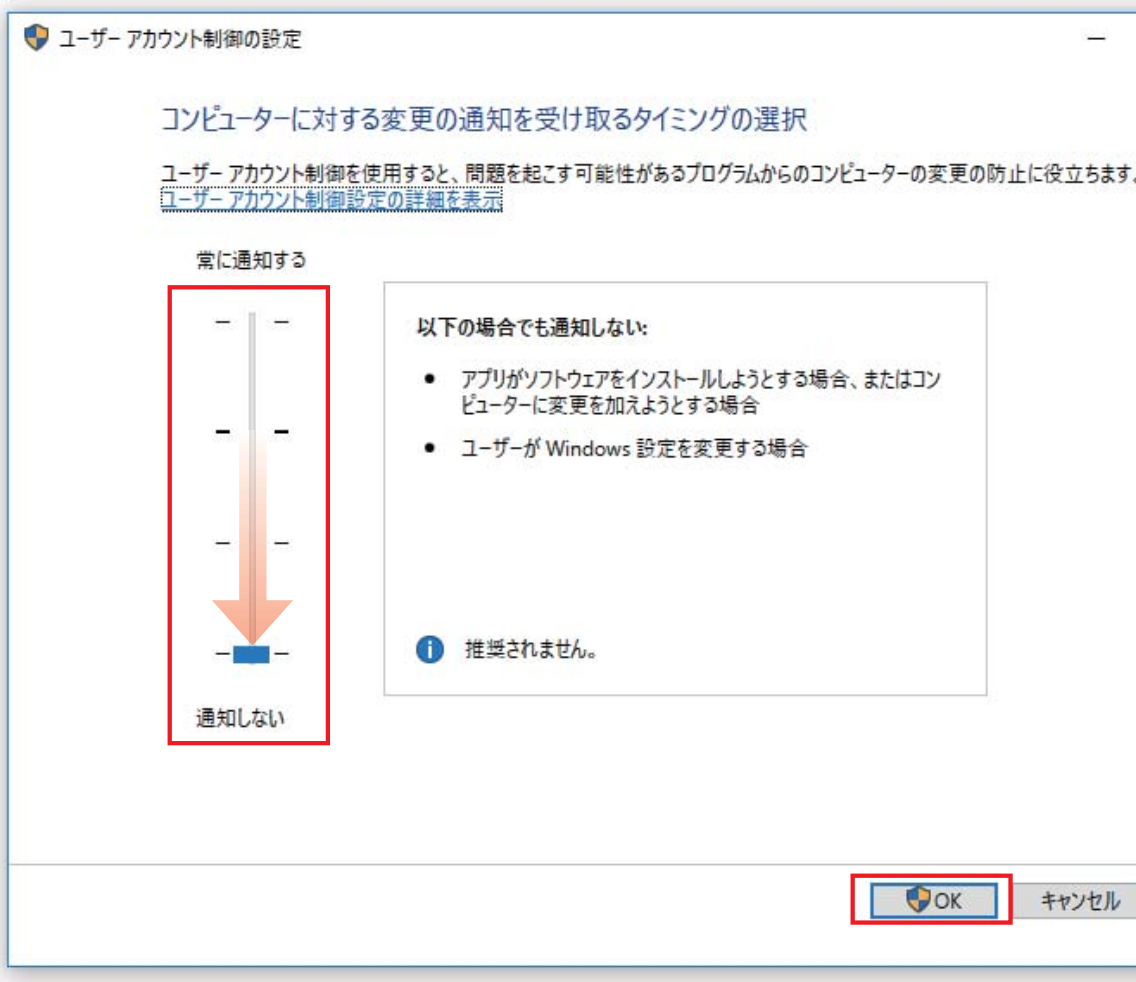 ユーザー アカウント制御の設定
コンピューターに対する変更の通知を受け取るタイミングの選択
ユーザー アカウント制御を使用すると、問題を起こす可能性があるプログラムからのコンピューターの変更の防止に役立ちます。
ユーザー アカウント制御設定の詳細を表示
常に通知する
以下の場合でも通知しない:
• アプリがソフトウェアをインストールしようとする場合、またはコン
ピューターに変更を加えようとする場合
• ユーザーが Windows 設定を変更する場合
推奨されません。
通知しない
OK
キャンセル